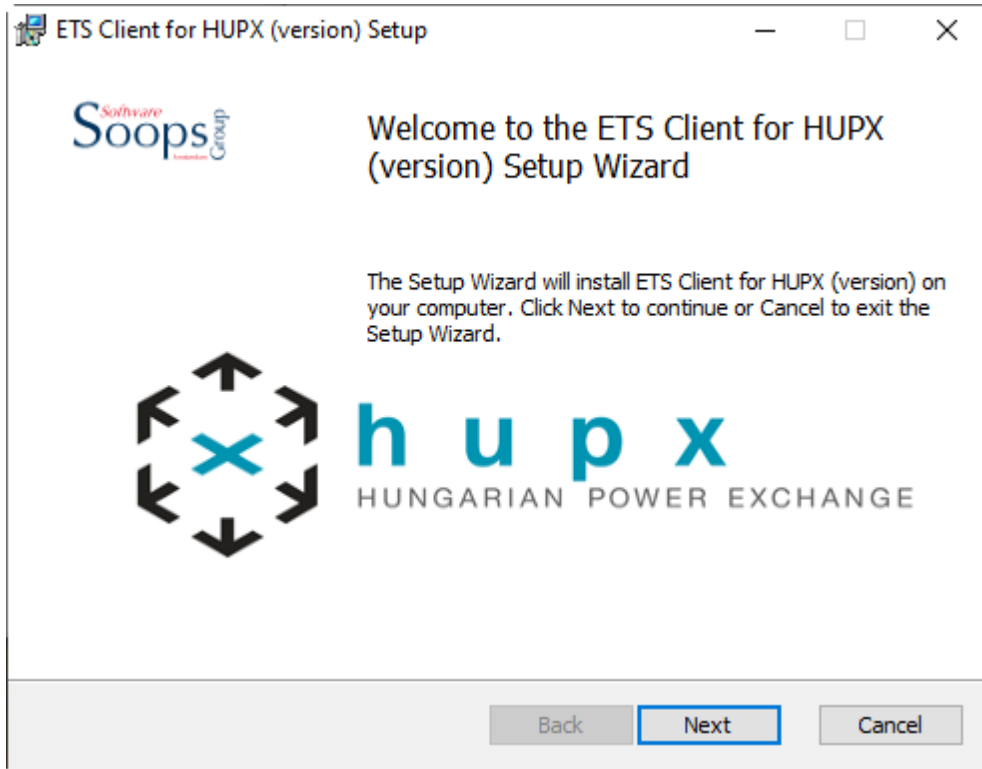 ETS Client for HUPX (version) Setup
Software
Soops
Group
Welcome to the ETS Client for HUPX
(version) Setup Wizard
The Setup Wizard will install ETS Client for HUPX (version) on
your computer. Click Next to continue or Cancel to exit the
Setup Wizard.
hupx
HUNGARIAN POWER EXCHANGE
Back
Next
Cancel